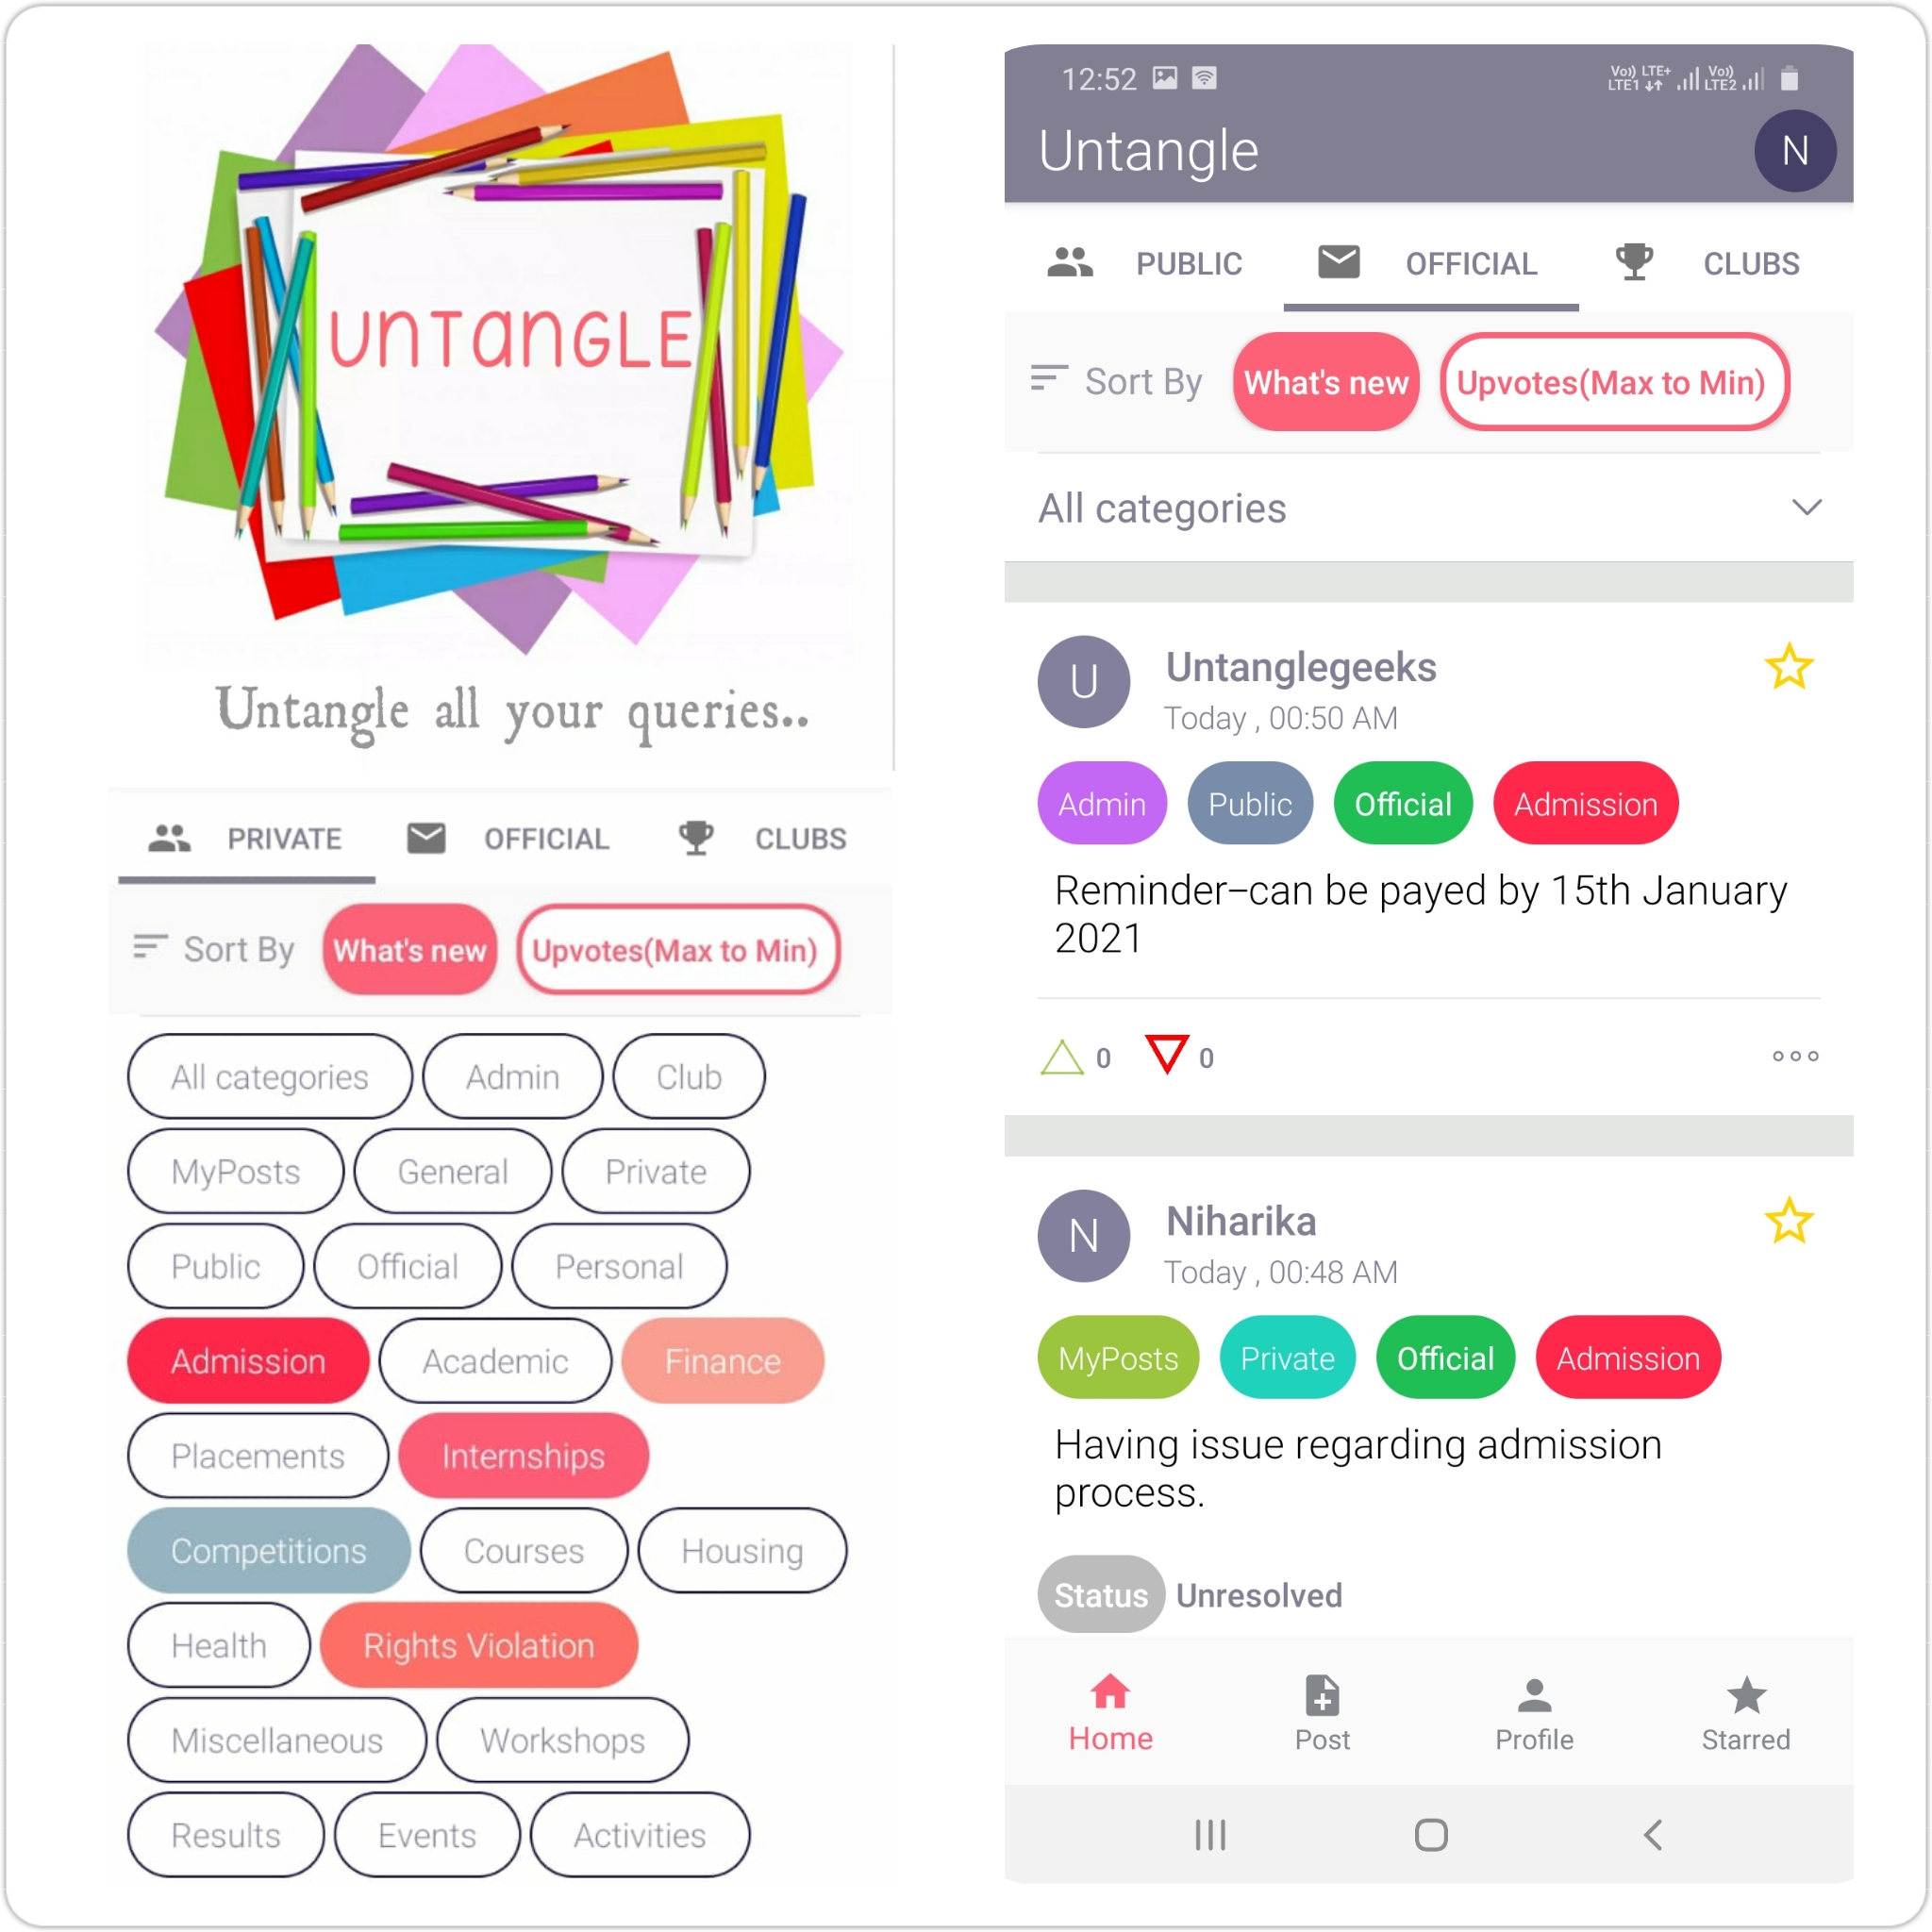 UNTANGLE
Untangle all your queries..
PRIVATE OFFICIAL CLUBS
Sort By What's new Upvotes(Max to Min)
All categories Admin Club
MyPosts General Private
Public Official Personal
Admission Academic Finance
Placements Internships
Competitions Courses Housing
Health Rights Violation
Miscellaneous Workshops
Results Events Activities
12:52 Vo) LTE+ LTE1 Vo) LTE2
Untangle N
PUBLIC OFFICIAL CLUBS
Sort By What's new Upvotes(Max to Min)
All categories
U Untanglegeeks
Today , 00:50 AM
Admin Public Official Admission
Reminder–can be payed by 15th January
2021
0 0
N Niharika
Today , 00:48 AM
MyPosts Private Official Admission
Having issue regarding admission
process.
Status Unresolved
Home Post Profile Starred